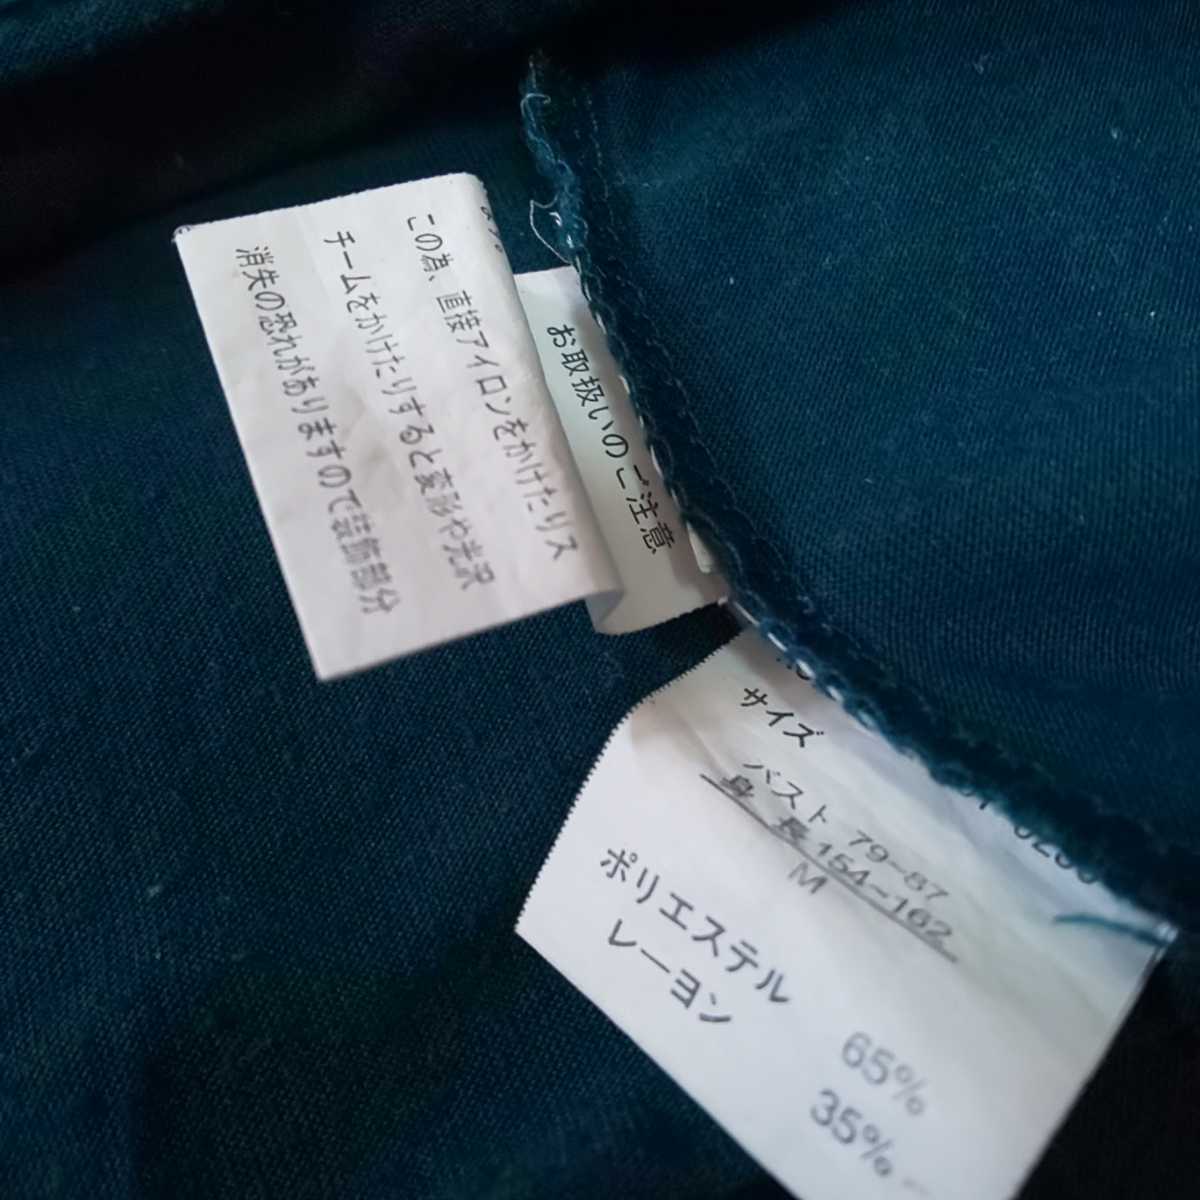 お取扱いのご注意
この為、直接アイロンをかけたりス
チームをかけたりすると変形や光沢
消失の恐れがありますので装飾部分
サイズ
バスト 79-87
身 長 154-162
M
ポリエステル 65%
レーヨン 35%